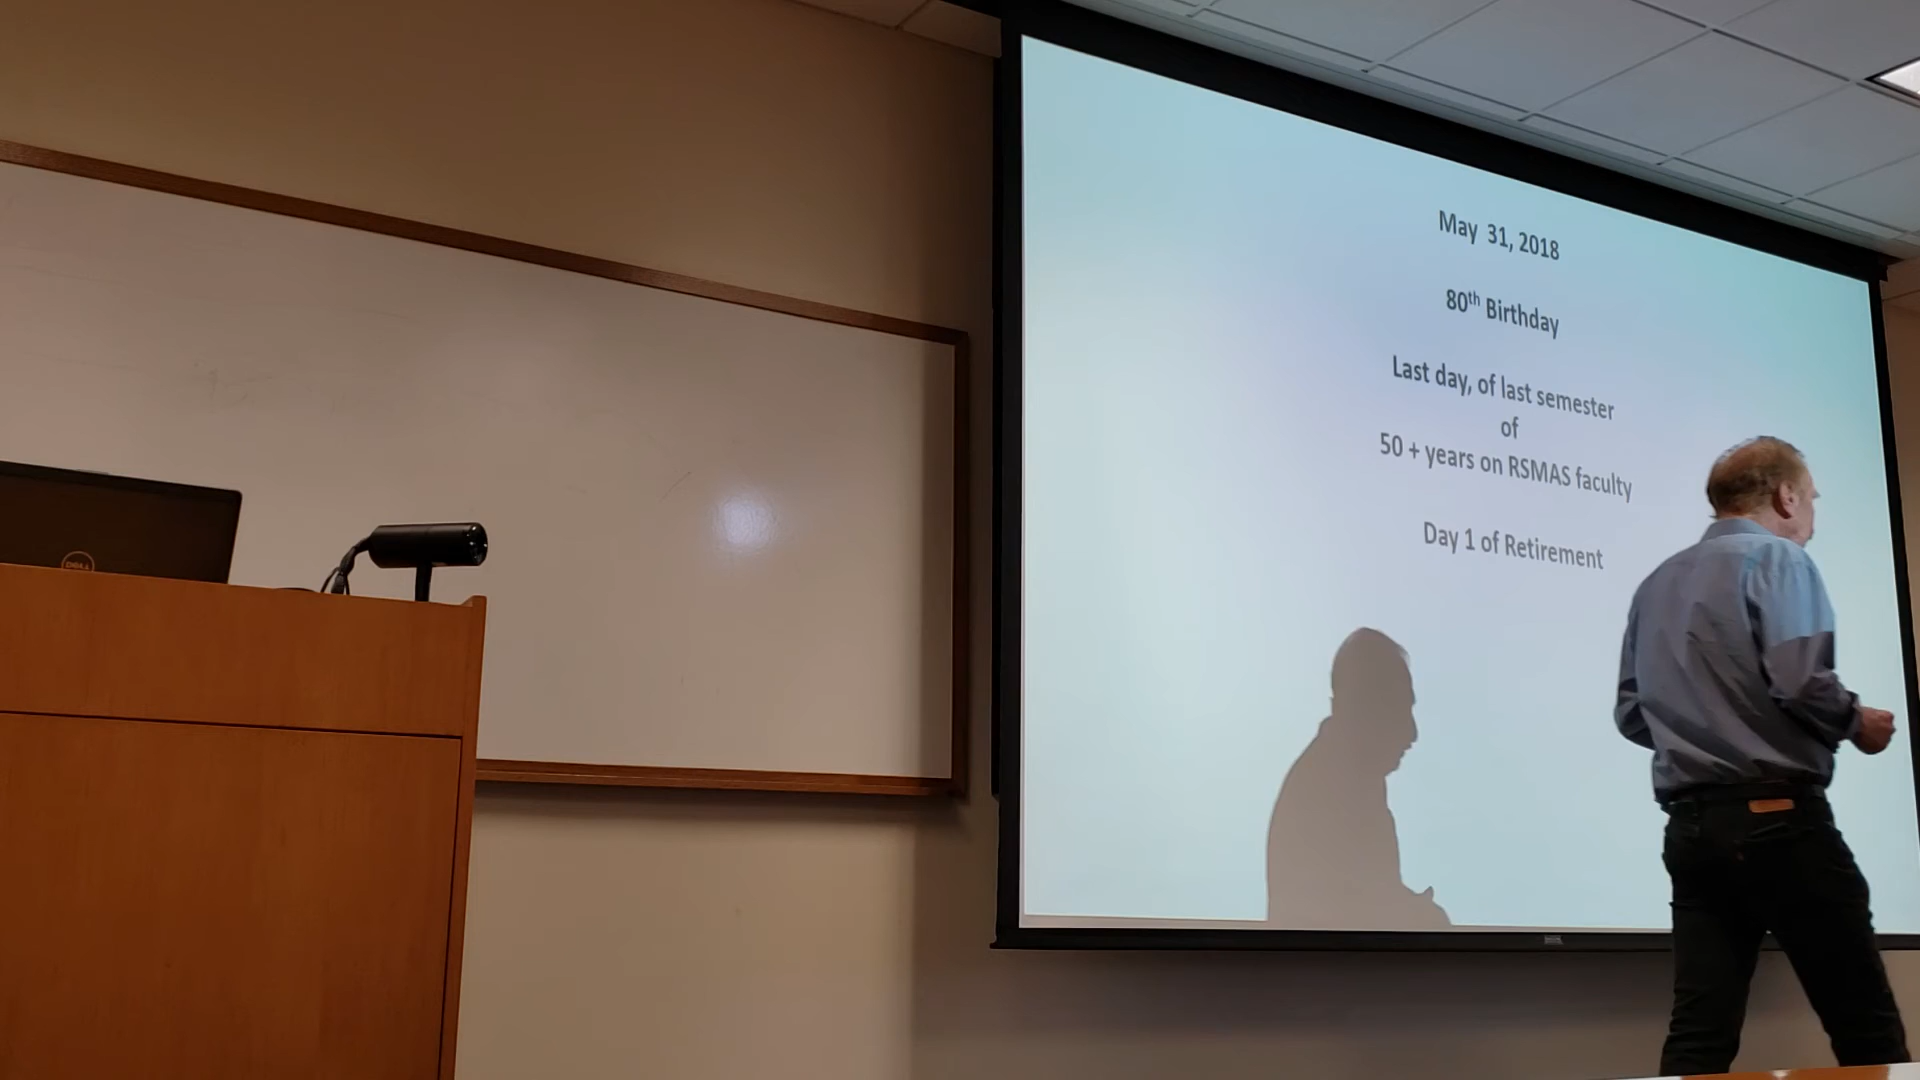 May 31, 2018
80th Birthday
Last day, of last semester
of
50 + years on RSMAS faculty
Day 1 of Retirement
DELL